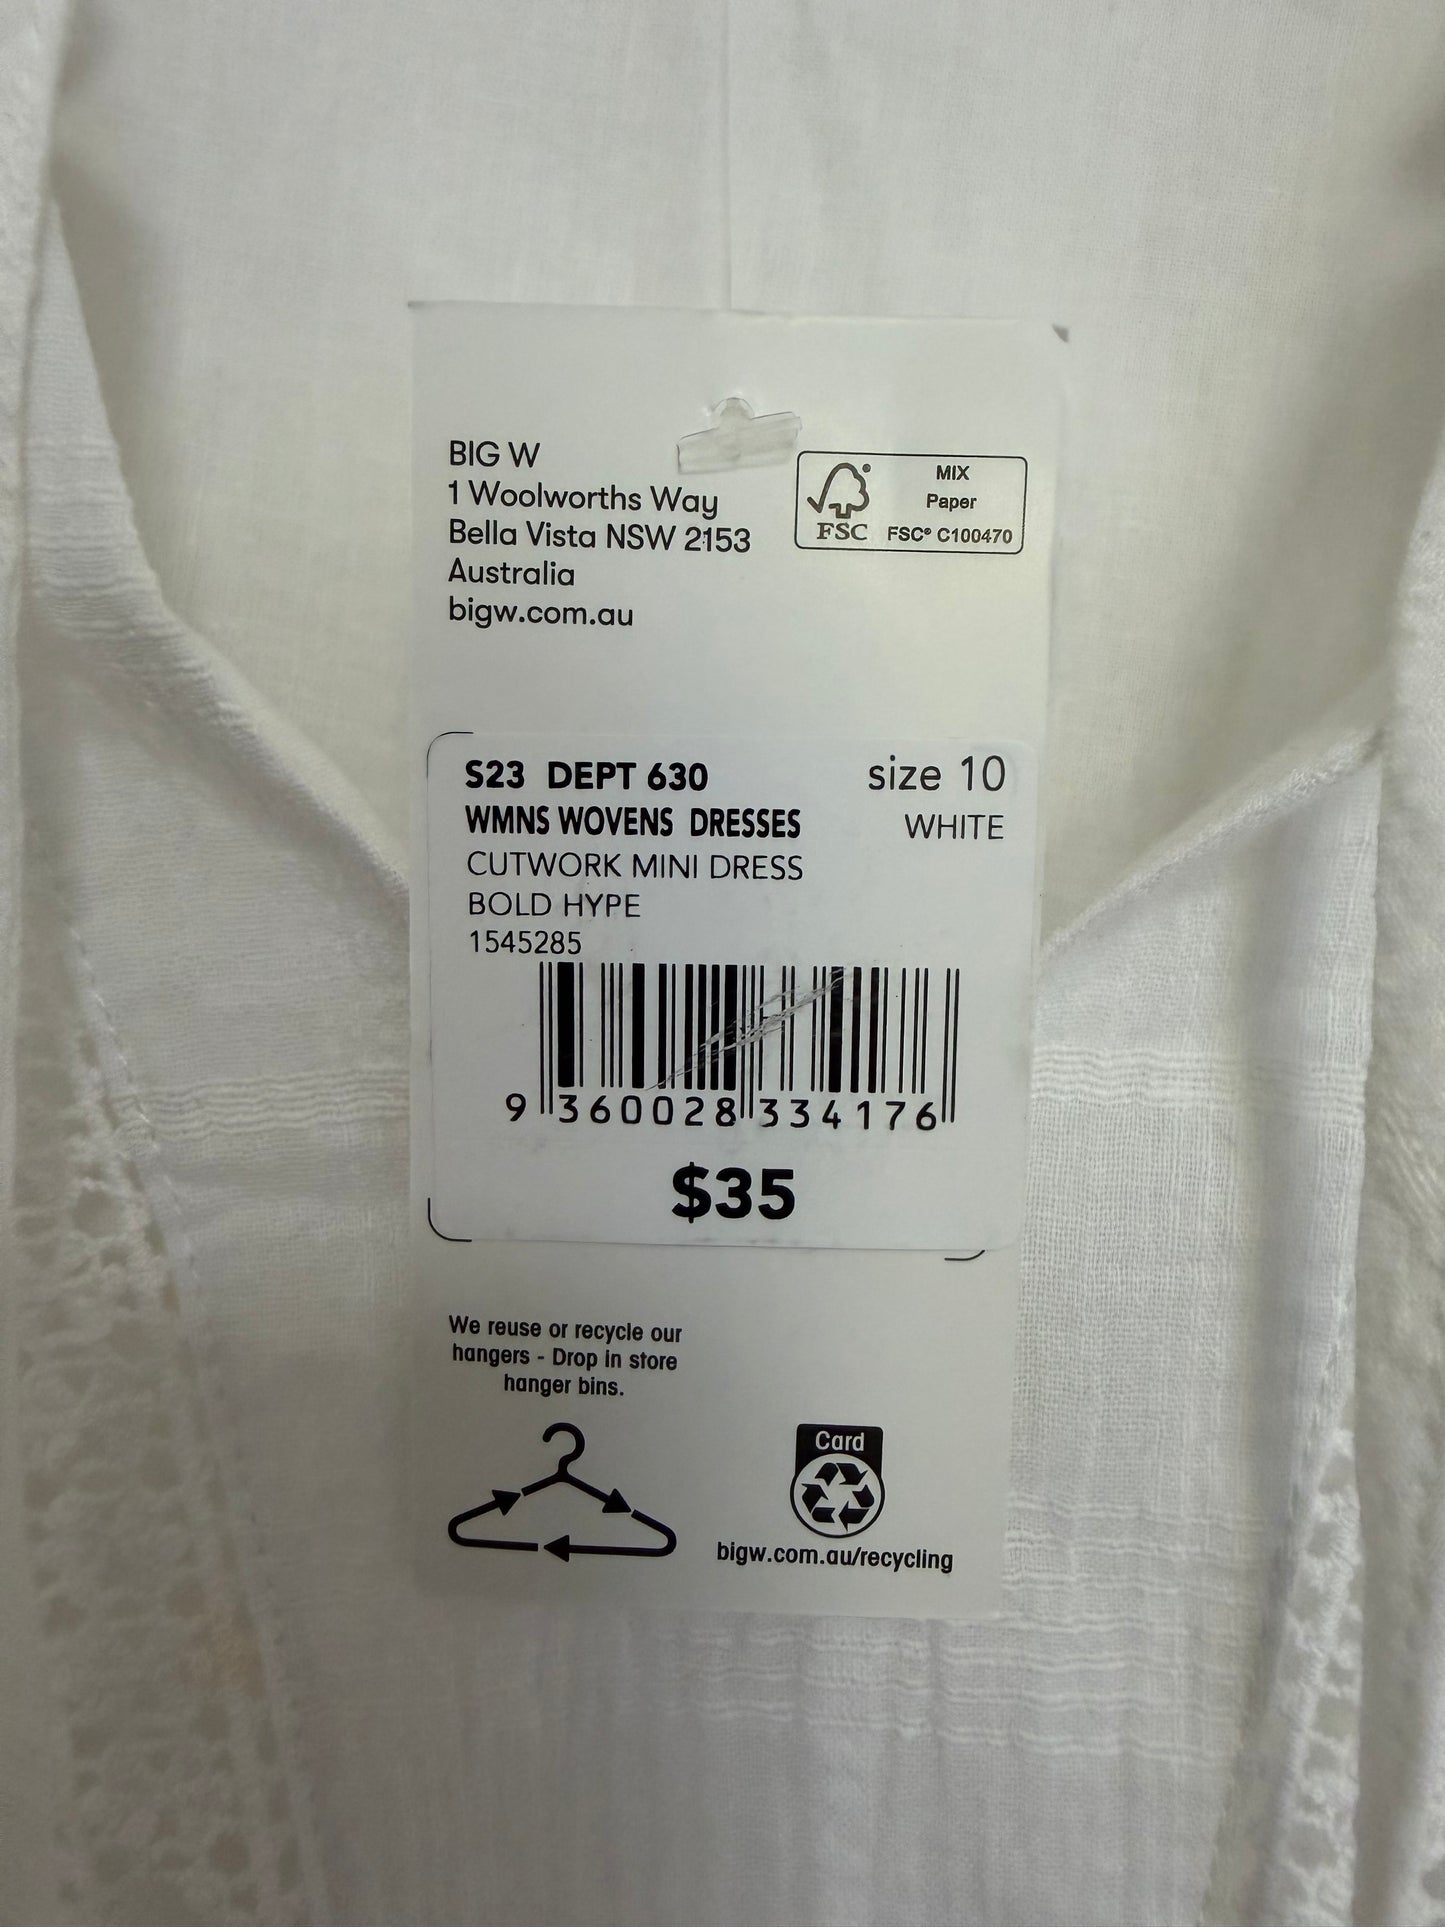 BIG W
1 Woolworths Way
Bella Vista NSW 2153
Australia
bigw.com.au
FSC
MIX
Paper
FSC® C100470
S23 DEPT 630 size 10
WMNS WOVENS DRESSES WHITE
CUTWORK MINI DRESS
BOLD HYPE
1545285
9 360028 334176
$35
We reuse or recycle our
hangers - Drop in store
hanger bins.
Card
bigw.com.au/recycling